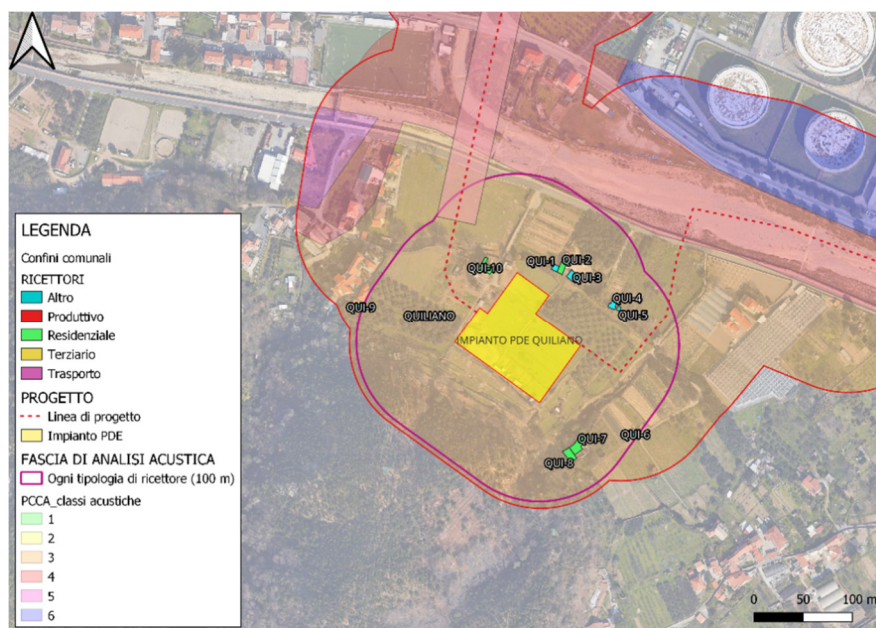 LEGENDA
Confini comunali
RICETTORI
Altro
Produttivo
Residenziale
Terziario
Trasporto
PROGETTO
Linea di progetto
Impianto PDE
FASCIA DI ANALISI ACUSTICA
Ogni tipologia di ricettore (100 m)
PCCA_classi acustiche
1
2
3
4
5
6
QUI-10
QUI-1
QUI-2
QUI-3
QUI-4
QUI-5
QUI-9
QUILIANO
IMPIANTO PDE QUILIANO
QUI-7
QUI-6
QUI-8
0 50 100 m